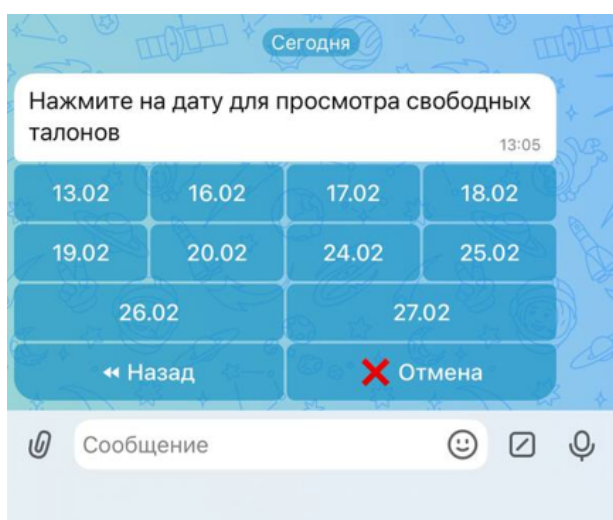 Сегодня
Нажмите на дату для просмотра свободных
талонов
13:05
13.02 16.02 17.02 18.02
19.02 20.02 24.02 25.02
26.02 27.02
Назад Отмена
Сообщение